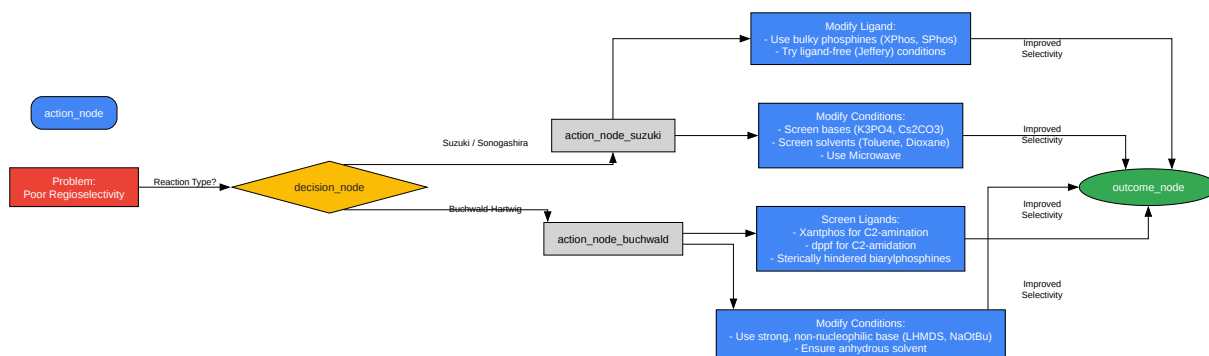 action_node
Problem:
Poor Regioselectivity
Reaction Type?
decision_node
Suzuki / Sonogashira
Buchwald-Hartwig
action_node_suzuki
action_node_buchwald
Modify Ligand:
- Use bulky phosphines (XPhos, SPhos)
- Try ligand-free (Jeffery) conditions
Modify Conditions:
- Screen bases (K3PO4, Cs2CO3)
- Screen solvents (Toluene, Dioxane)
- Use Microwave
Screen Ligands:
- Xantphos for C2-amination
- dppf for C2-amidation
- Sterically hindered biarylphosphines
Modify Conditions:
- Use strong, non-nucleophilic base (LHMDS, NaOtBu)
- Ensure anhydrous solvent
Improved
Selectivity
Improved
Selectivity
Improved
Selectivity
Improved
Selectivity
outcome_node